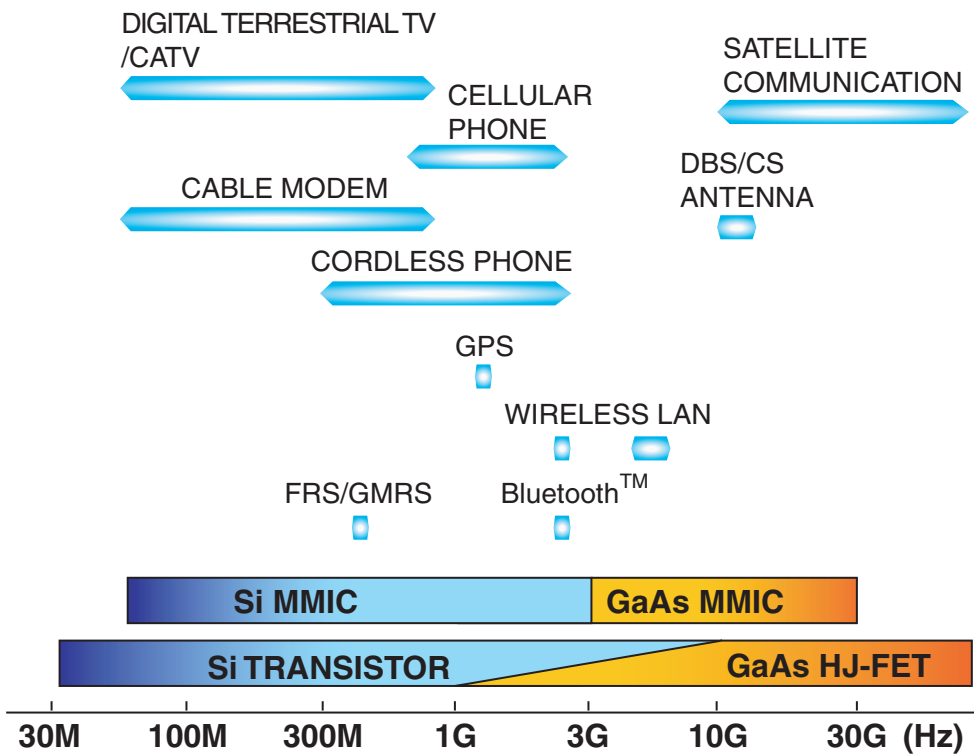 DIGITAL TERRESTRIAL TV
/CATV
SATELLITE
COMMUNICATION
CELLULAR
PHONE
DBS/CS
ANTENNA
CABLE MODEM
CORDLESS PHONE
GPS
WIRELESS LAN
FRS/GMRS
Bluetooth™
Si MMIC
GaAs MMIC
Si TRANSISTOR
GaAs HJ-FET
30M 100M 300M 1G 3G 10G 30G (Hz)